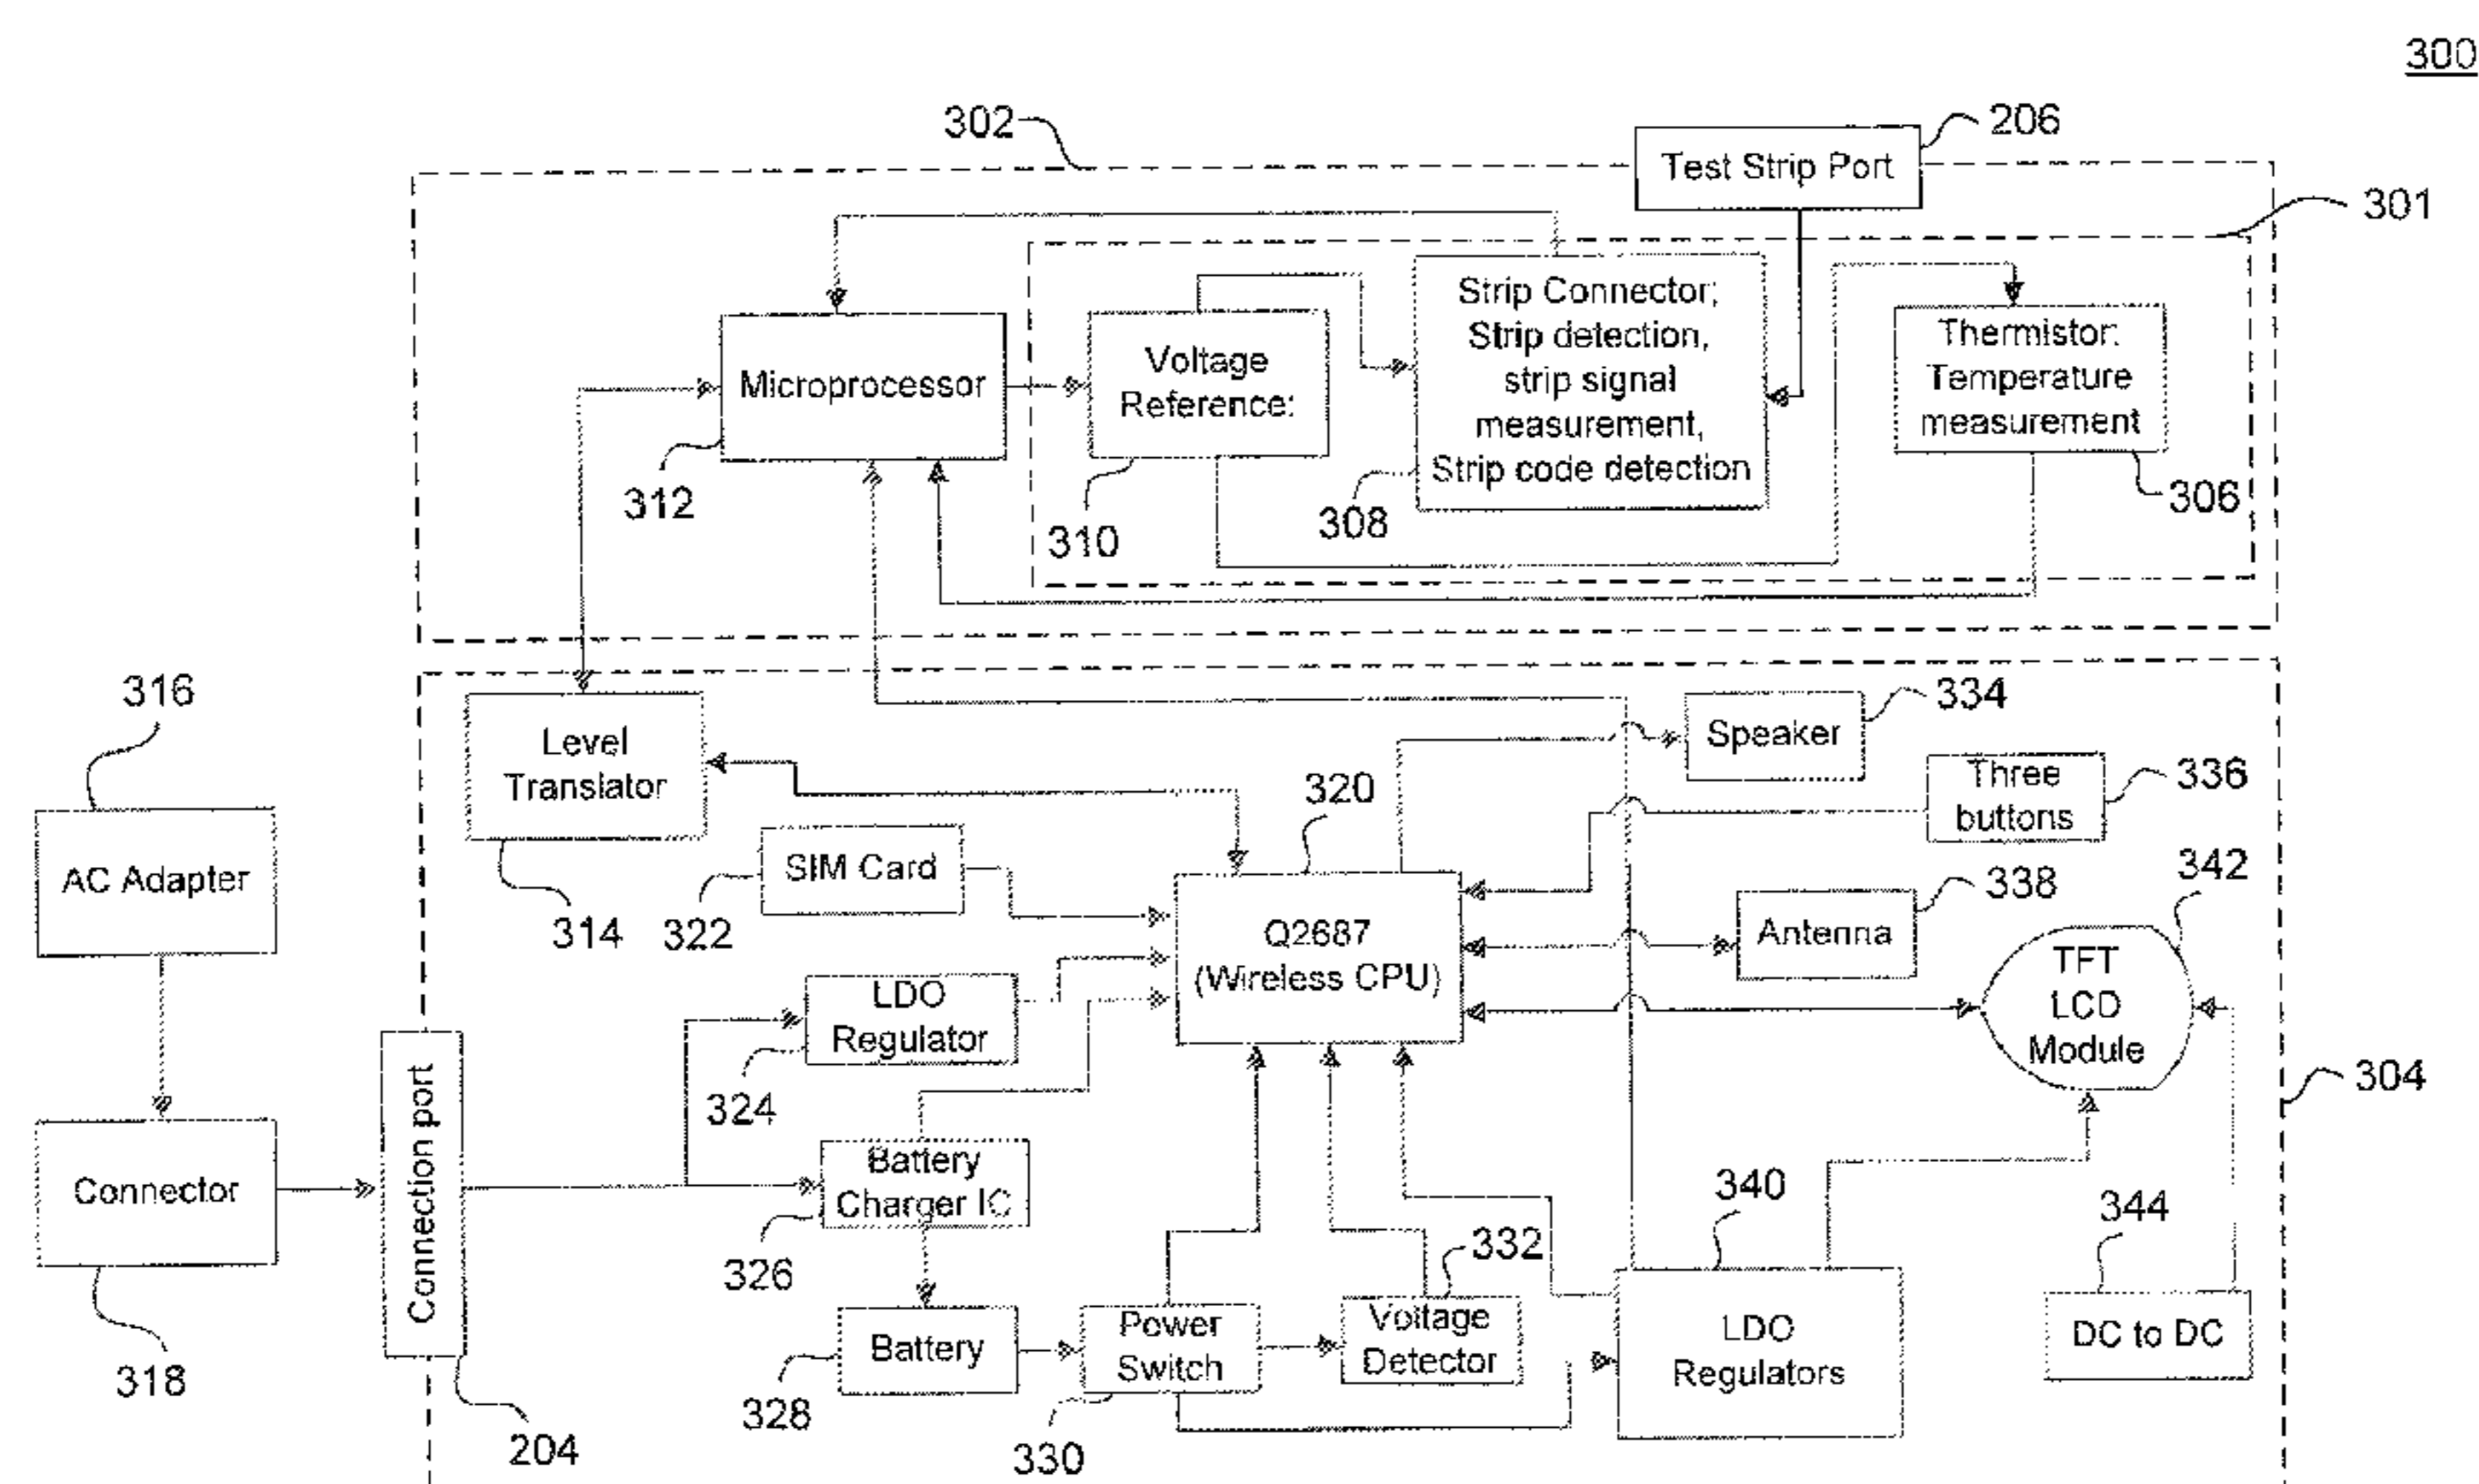 300
302
206
Test Strip Port
301
Strip Connector;
Strip detection,
strip signal
measurement,
Strip code detection
308
Thermistor:
Temperature
measurement
306
Voltage
Reference:
310
Microprocessor
312
316
AC Adapter
Level
Translator
314
334
Speaker
Three
buttons
336
320
SIM Card
322
Q2687
(Wireless CPU)
338
Antenna
342
TFT
LCD
Module
304
LDO
Regulator
324
Connector
318
Connection port
204
Battery
Charger IC
326
Battery
328
Power
Switch
330
332
Voltage
Detector
340
LDO
Regulators
344
DC to DC